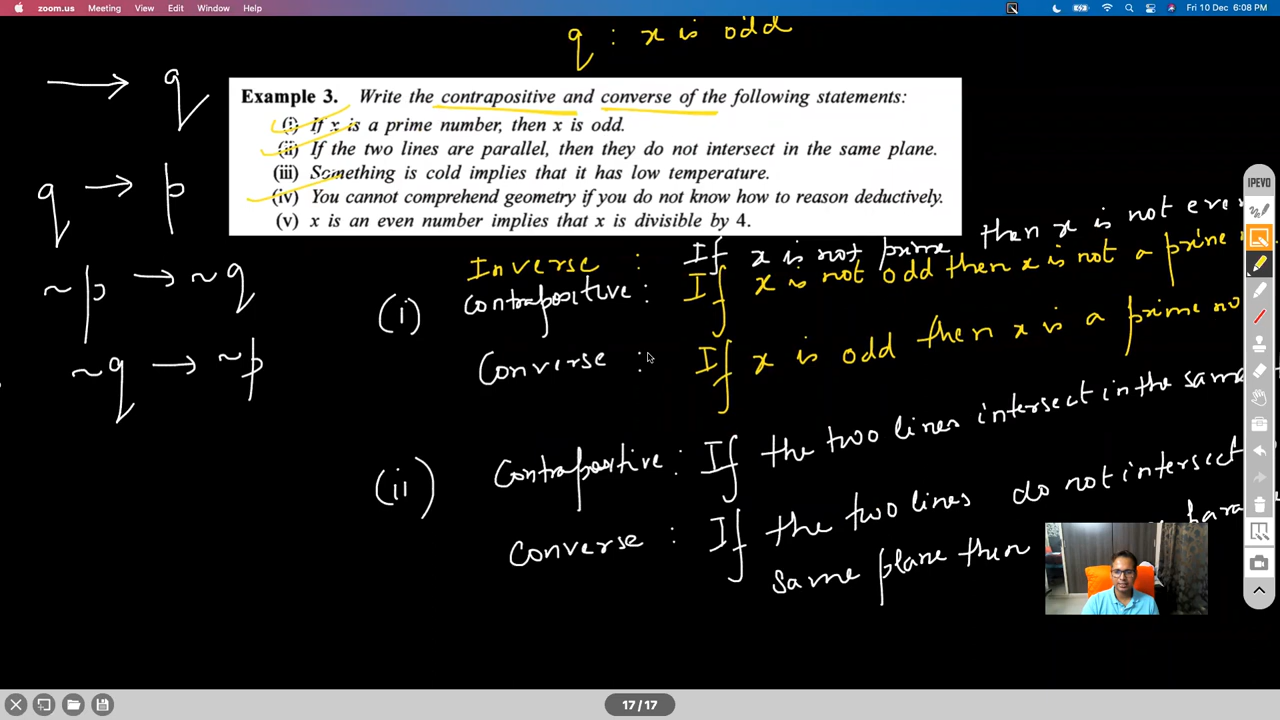 zoom.us Meeting View Edit Window Help Fri 10 Dec 6:08 PM
q : x is odd
→ q
Example 3. Write the contrapositive and converse of the following statements:
(i) If x is a prime number, then x is odd.
(ii) If the two lines are parallel, then they do not intersect in the same plane.
(iii) Something is cold implies that it has low temperature.
(iv) You cannot comprehend geometry if you do not know how to reason deductively.
(v) x is an even number implies that x is divisible by 4.
q → p
~p → ~q
~q → ~p
Inverse : If x is not prime then x is not
(i) Contrapositive : If x is not odd then x is not a prime
Converse : If x is odd then x is a prime no
(ii) Contrapositive : If the two lines intersect in the same
Converse : If the two lines do not intersect
same plane then
IPEVO
17/17